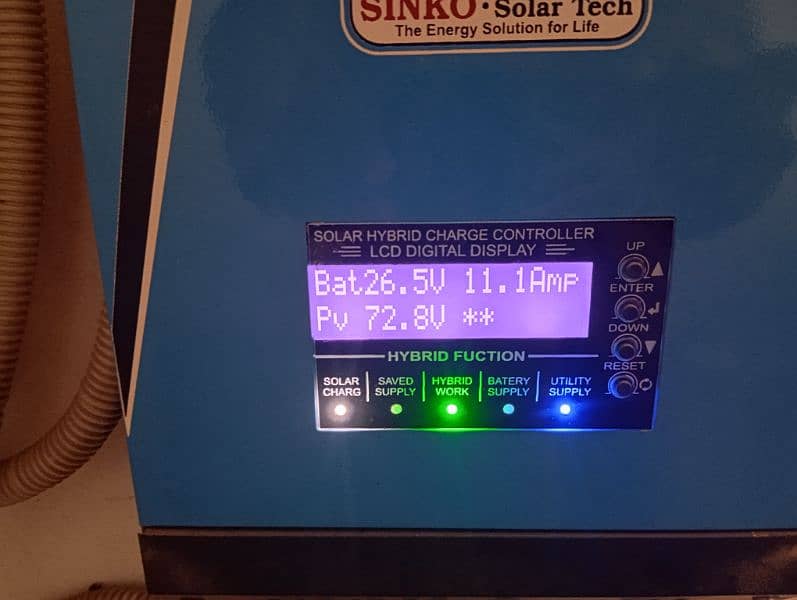 SINKO · Solar Tech
The Energy Solution for Life
SOLAR HYBRID CHARGE CONTROLLER
LCD DIGITAL DISPLAY
Bat26.5V 11.1Amp
Pv 72.8V **
HYBRID FUCTION
SOLAR CHARG
SAVED SUPPLY
HYBRID WORK
BATERY SUPPLY
UTILITY SUPPLY
UP
ENTER
DOWN
RESET